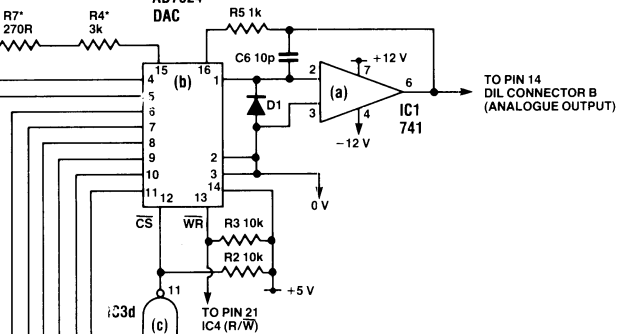 DAC
R7*
270R
R4*
3k
R5 1k
C6 10p
+12 V
15
16
(b)
1
2
7
4
(a)
6
TO PIN 14
DIL CONNECTOR B
(ANALOGUE OUTPUT)
5
D1
3
IC1
741
6
4
7
-12 V
8
9
2
10
3
11
12
13
14
0 V
CS
WR
R3 10k
R2 10k
+5 V
11
IC3d
(c)
TO PIN 21
IC4 (R/W)